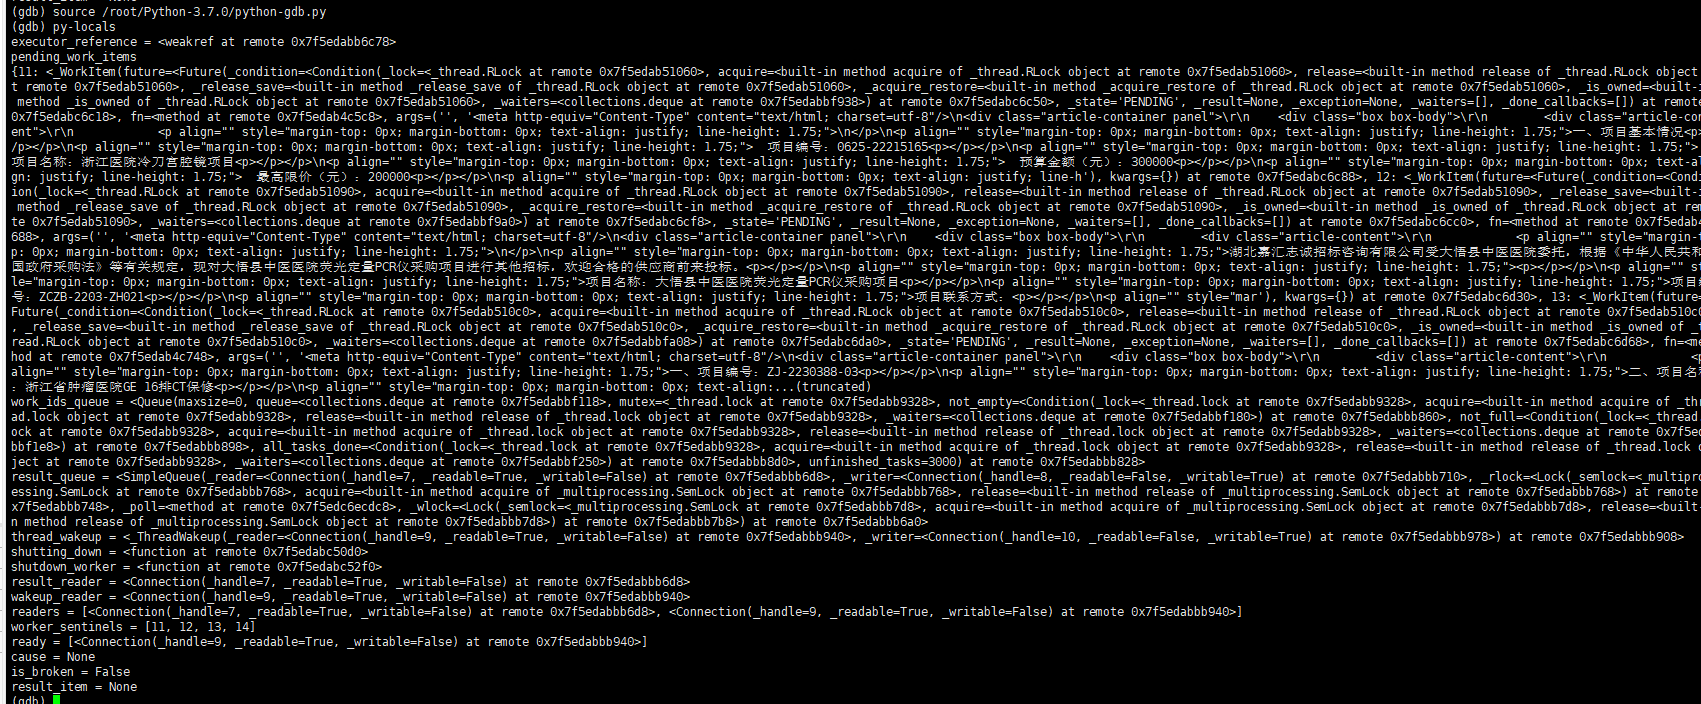 (gdb) source /root/Python-3.7.0/python-gdb.py
(gdb) py-locals
executor_reference = <weakref at remote 0x7f5edabb6c78>
pending_work_items
{11: <_WorkItem(future=<Future(_condition=<Condition(_lock=<_thread.RLock at remote 0x7f5edab51060>, acquire=<built-in method acquire of _thread.RLock object at remote 0x7f5edab51060>, release=<built-in method release of _thread.RLock object
t remote 0x7f5edab51060>, _release_save=<built-in method _release_save of _thread.RLock object at remote 0x7f5edab51060>, _acquire_restore=<built-in method _acquire_restore of _thread.RLock object at remote 0x7f5edab51060>, _is_owned=<built-i
 method _is_owned of _thread.RLock object at remote 0x7f5edab51060>, _waiters=<collections.deque at remote 0x7f5edabbf938>) at remote 0x7f5edabc6c50>, _state='PENDING', _result=None, _exception=None, _waiters=[], _done_callbacks=[]) at remote
0x7f5edabc6c18>, fn=<method at remote 0x7f5edab4c5c8>, args=('', '<meta http-equiv="Content-Type" content="text/html; charset=utf-8"/>\n<div class="article-container panel">\r\n    <div class="box box-body">\r\n        <div class="article-con
ent">\r\n            <p align="" style="margin-top: 0px; margin-bottom: 0px; text-align: justify; line-height: 1.75;">\n</p>\n<p align="" style="margin-top: 0px; margin-bottom: 0px; text-align: justify; line-height: 1.75;">一、项目基本情况<p>
/p></p>\n<p align="" style="margin-top: 0px; margin-bottom: 0px; text-align: justify; line-height: 1.75;">  项目编号：0625-22215165<p></p></p>\n<p align="" style="margin-top: 0px; margin-bottom: 0px; text-align: justify; line-height: 1.75;">
项目名称：浙江医院冷刀宫腔镜项目<p></p></p>\n<p align="" style="margin-top: 0px; margin-bottom: 0px; text-align: justify; line-height: 1.75;">  预算金额（元）：300000<p></p></p>\n<p align="" style="margin-top: 0px; margin-bottom: 0px; text-al
gn: justify; line-height: 1.75;">  最高限价（元）：200000<p></p></p>\n<p align="" style="margin-top: 0px; margin-bottom: 0px; text-align: justify; line-h'), kwargs={}) at remote 0x7f5edabc6c88>, 12: <_WorkItem(future=<Future(_condition=<Condi
ion(_lock=<_thread.RLock at remote 0x7f5edab51090>, acquire=<built-in method acquire of _thread.RLock object at remote 0x7f5edab51090>, release=<built-in method release of _thread.RLock object at remote 0x7f5edab51090>, _release_save=<built-i
 method _release_save of _thread.RLock object at remote 0x7f5edab51090>, _acquire_restore=<built-in method _acquire_restore of _thread.RLock object at remote 0x7f5edab51090>, _is_owned=<built-in method _is_owned of _thread.RLock object at rem
te 0x7f5edab51090>, _waiters=<collections.deque at remote 0x7f5edabbf9a0>) at remote 0x7f5edabc6cf8>, _state='PENDING', _result=None, _exception=None, _waiters=[], _done_callbacks=[]) at remote 0x7f5edabc6cc0>, fn=<method at remote 0x7f5edab4
688>, args=('', '<meta http-equiv="Content-Type" content="text/html; charset=utf-8"/>\n<div class="article-container panel">\r\n    <div class="box box-body">\r\n        <div class="article-content">\r\n            <p align="" style="margin-t
p: 0px; margin-bottom: 0px; text-align: justify; line-height: 1.75;">\n</p>\n<p align="" style="margin-top: 0px; margin-bottom: 0px; text-align: justify; line-height: 1.75;">湖北嘉汇志诚招标咨询有限公司受大悟县中医医院委托，根据《中华人民共和
国政府采购法》等有关规定，现对大悟县中医医院荧光定量PCR仪采购项目进行其他招标，欢迎合格的供应商前来投标。<p></p></p>\n<p align="" style="margin-top: 0px; margin-bottom: 0px; text-align: justify; line-height: 1.75;"><p></p></p>\n<p align="" st
le="margin-top: 0px; margin-bottom: 0px; text-align: justify; line-height: 1.75;">项目名称：大悟县中医医院荧光定量PCR仪采购项目<p></p></p>\n<p align="" style="margin-top: 0px; margin-bottom: 0px; text-align: justify; line-height: 1.75;">项目
号：ZCZB-2203-ZH021<p></p></p>\n<p align="" style="margin-top: 0px; margin-bottom: 0px; text-align: justify; line-height: 1.75;">项目联系方式：<p></p></p>\n<p align="" style="mar'), kwargs={}) at remote 0x7f5edabc6d30>, 13: <_WorkItem(future=
Future(_condition=<Condition(_lock=<_thread.RLock at remote 0x7f5edab510c0>, acquire=<built-in method acquire of _thread.RLock object at remote 0x7f5edab510c0>, release=<built-in method release of _thread.RLock object at remote 0x7f5edab510c0
, _release_save=<built-in method _release_save of _thread.RLock object at remote 0x7f5edab510c0>, _acquire_restore=<built-in method _acquire_restore of _thread.RLock object at remote 0x7f5edab510c0>, _is_owned=<built-in method _is_owned of _t
read.RLock object at remote 0x7f5edab510c0>, _waiters=<collections.deque at remote 0x7f5edabbfa08>) at remote 0x7f5edabc6da0>, _state='PENDING', _result=None, _exception=None, _waiters=[], _done_callbacks=[]) at remote 0x7f5edabc6d68>, fn=<me
hod at remote 0x7f5edab4c748>, args=('', '<meta http-equiv="Content-Type" content="text/html; charset=utf-8"/>\n<div class="article-container panel">\r\n    <div class="box box-body">\r\n        <div class="article-content">\r\n            <p
align="" style="margin-top: 0px; margin-bottom: 0px; text-align: justify; line-height: 1.75;">一、项目编号：ZJ-2230388-03<p></p></p>\n<p align="" style="margin-top: 0px; margin-bottom: 0px; text-align: justify; line-height: 1.75;">二、项目名
：浙江省肿瘤医院GE 16排CT保修<p></p></p>\n<p align="" style="margin-top: 0px; margin-bottom: 0px; text-align:...(truncated)
work_ids_queue = <Queue(maxsize=0, queue=<collections.deque at remote 0x7f5edabbf118>, mutex=<_thread.lock at remote 0x7f5edabb9328>, not_empty=<Condition(_lock=<_thread.lock at remote 0x7f5edabb9328>, acquire=<built-in method acquire of _thr
ad.lock object at remote 0x7f5edabb9328>, release=<built-in method release of _thread.lock object at remote 0x7f5edabb9328>, _waiters=<collections.deque at remote 0x7f5edabbf180>) at remote 0x7f5edabbb860>, not_full=<Condition(_lock=<_thread.
ock at remote 0x7f5edabb9328>, acquire=<built-in method acquire of _thread.lock object at remote 0x7f5edabb9328>, release=<built-in method release of _thread.lock object at remote 0x7f5edabb9328>, _waiters=<collections.deque at remote 0x7f5ed
bbf1e8>) at remote 0x7f5edabbb898>, all_tasks_done=<Condition(_lock=<_thread.lock at remote 0x7f5edabb9328>, acquire=<built-in method acquire of _thread.lock object at remote 0x7f5edabb9328>, release=<built-in method release of _thread.lock o
ject at remote 0x7f5edabb9328>, _waiters=<collections.deque at remote 0x7f5edabbf250>) at remote 0x7f5edabbb8d0>, unfinished_tasks=3000) at remote 0x7f5edabbb828>
result_queue = <SimpleQueue(_reader=<Connection(_handle=7, _readable=True, _writable=False) at remote 0x7f5edabbb6d8>, _writer=<Connection(_handle=8, _readable=False, _writable=True) at remote 0x7f5edabbb710>, _rlock=<Lock(_semlock=<_multipro
essing.SemLock at remote 0x7f5edabbb768>, acquire=<built-in method acquire of _multiprocessing.SemLock object at remote 0x7f5edabbb768>, release=<built-in method release of _multiprocessing.SemLock object at remote 0x7f5edabbb768>) at remote
x7f5edabbb748>, _poll=<method at remote 0x7f5edc6ecdc8>, _wlock=<Lock(_semlock=<_multiprocessing.SemLock at remote 0x7f5edabbb7d8>, acquire=<built-in method acquire of _multiprocessing.SemLock object at remote 0x7f5edabbb7d8>, release=<built-
n method release of _multiprocessing.SemLock object at remote 0x7f5edabbb7d8>) at remote 0x7f5edabbb7b8>) at remote 0x7f5edabbb6a0>
thread_wakeup = <_ThreadWakeup(_reader=<Connection(_handle=9, _readable=True, _writable=False) at remote 0x7f5edabbb940>, _writer=<Connection(_handle=10, _readable=False, _writable=True) at remote 0x7f5edabbb978>) at remote 0x7f5edabbb908>
shutting_down = <function at remote 0x7f5edabc50d0>
shutdown_worker = <function at remote 0x7f5edabc52f0>
result_reader = <Connection(_handle=7, _readable=True, _writable=False) at remote 0x7f5edabbb6d8>
wakeup_reader = <Connection(_handle=9, _readable=True, _writable=False) at remote 0x7f5edabbb940>
readers = [<Connection(_handle=7, _readable=True, _writable=False) at remote 0x7f5edabbb6d8>, <Connection(_handle=9, _readable=True, _writable=False) at remote 0x7f5edabbb940>]
worker_sentinels = [11, 12, 13, 14]
ready = [<Connection(_handle=9, _readable=True, _writable=False) at remote 0x7f5edabbb940>]
cause = None
is_broken = False
result_item = None
(gdb)